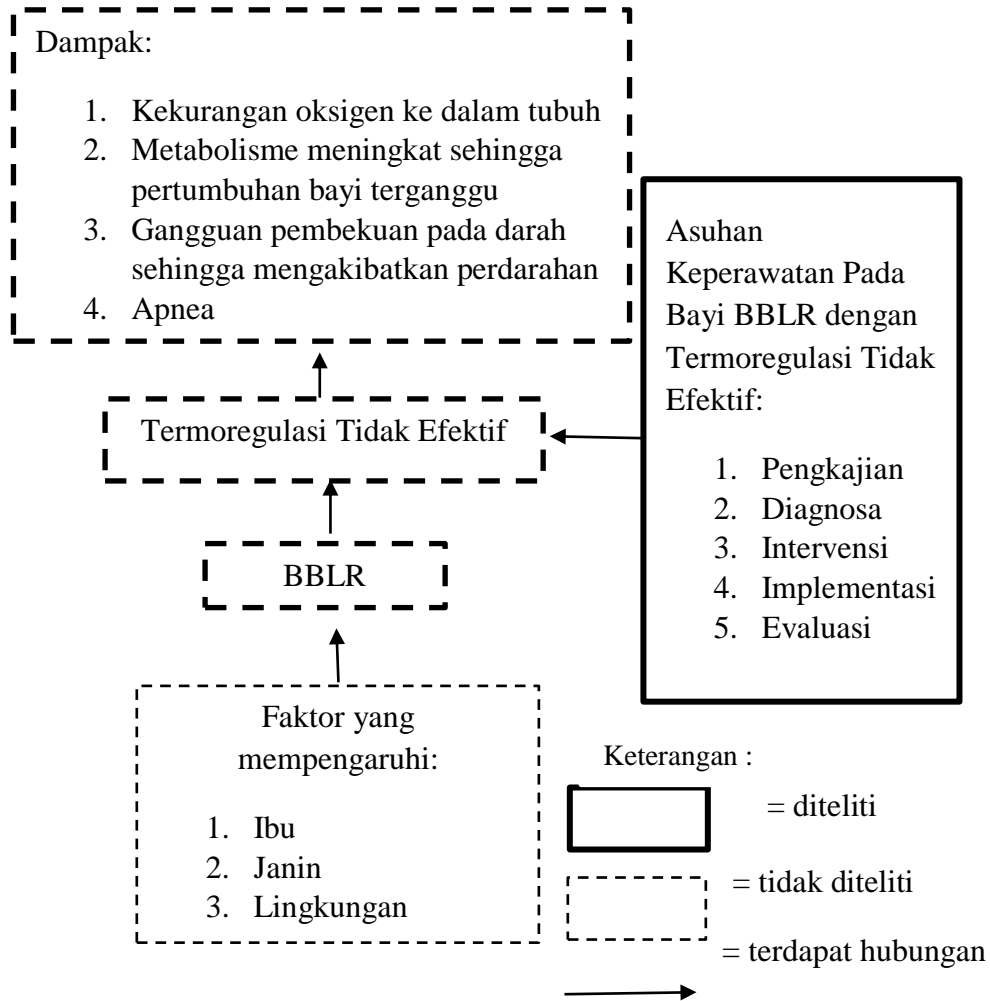 Dampak:
1. Kekurangan oksigen ke dalam tubuh
2. Metabolisme meningkat sehingga
pertumbuhan bayi terganggu
3. Gangguan pembekuan pada darah
sehingga mengakibatkan perdarahan
4. Apnea
Asuhan
Keperawatan Pada
Bayi BBLR dengan
Termoregulasi Tidak
Efektif:
1. Pengkajian
2. Diagnosa
3. Intervensi
4. Implementasi
5. Evaluasi
Termoregulasi Tidak Efektif
BBLR
Faktor yang
mempengaruhi:
1. Ibu
2. Janin
3. Lingkungan
Keterangan :
= diteliti
= tidak diteliti
= terdapat hubungan